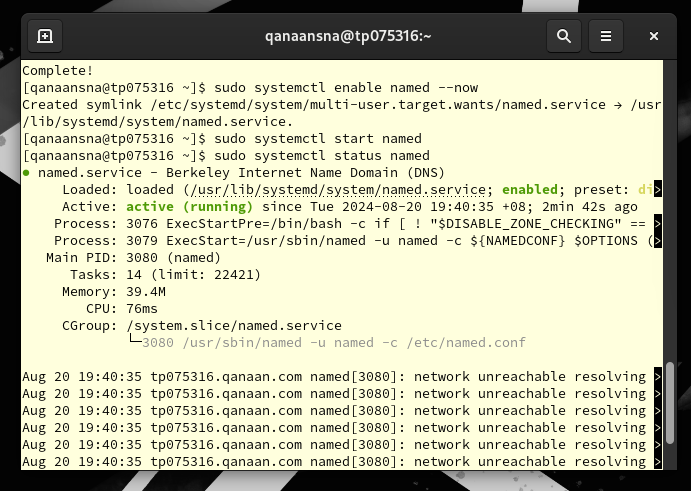 qanaansna@tp075316:~
Complete!
[qanaansna@tp075316 ~]$ sudo systemctl enable named --now
Created symlink /etc/systemd/system/multi-user.target.wants/named.service → /usr
/lib/systemd/system/named.service.
[qanaansna@tp075316 ~]$ sudo systemctl start named
[qanaansna@tp075316 ~]$ sudo systemctl status named
● named.service - Berkeley Internet Name Domain (DNS)
Loaded: loaded (/usr/lib/systemd/system/named.service; enabled; preset: di>
Active: active (running) since Tue 2024-08-20 19:40:35 +08; 2min 42s ago
Process: 3076 ExecStartPre=/bin/bash -c if [ ! "$DISABLE_ZONE_CHECKING" == >
Process: 3079 ExecStart=/usr/sbin/named -u named -c ${NAMEDCONF} $OPTIONS (>
Main PID: 3080 (named)
Tasks: 14 (limit: 22421)
Memory: 39.4M
CPU: 76ms
CGroup: /system.slice/named.service
└─3080 /usr/sbin/named -u named -c /etc/named.conf
Aug 20 19:40:35 tp075316.qanaan.com named[3080]: network unreachable resolving >
Aug 20 19:40:35 tp075316.qanaan.com named[3080]: network unreachable resolving >
Aug 20 19:40:35 tp075316.qanaan.com named[3080]: network unreachable resolving >
Aug 20 19:40:35 tp075316.qanaan.com named[3080]: network unreachable resolving >
Aug 20 19:40:35 tp075316.qanaan.com named[3080]: network unreachable resolving >
Aug 20 19:40:35 tp075316.qanaan.com named[3080]: network unreachable resolving >